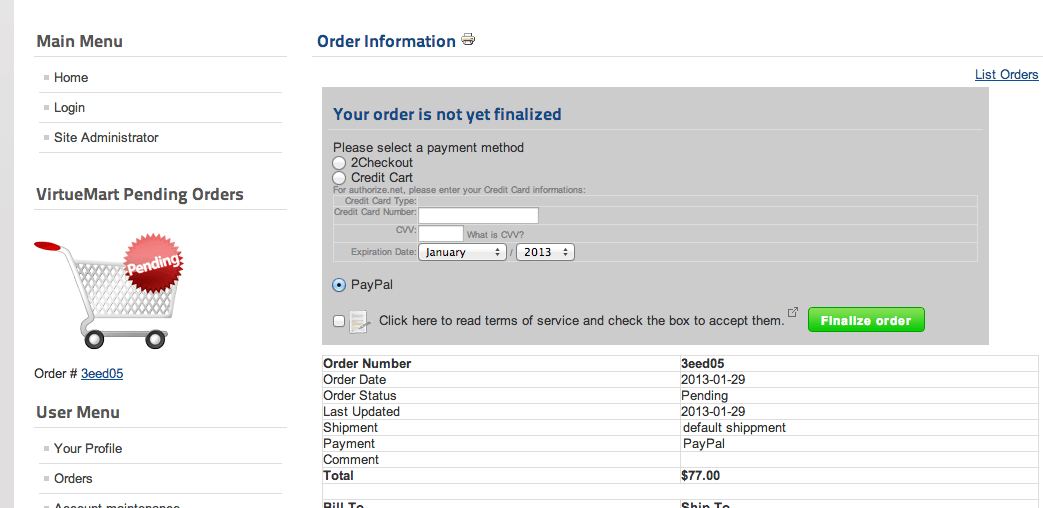 Main Menu
Home
Login
Site Administrator
VirtueMart Pending Orders
Pending
Order # 3eed05
User Menu
Your Profile
Orders
Account maintenance
Order Information
List Orders
Your order is not yet finalized
Please select a payment method
2Checkout
Credit Cart
For authorize.net, please enter your Credit Card informations:
Credit Card Type:
Credit Card Number:
CVV: What is CVV?
Expiration Date: January / 2013
PayPal
Click here to read terms of service and check the box to accept them. Finalize order
Order Number 3eed05
Order Date 2013-01-29
Order Status Pending
Last Updated 2013-01-29
Shipment default shippment
Payment PayPal
Comment
Total $77.00
Bill To Ship To